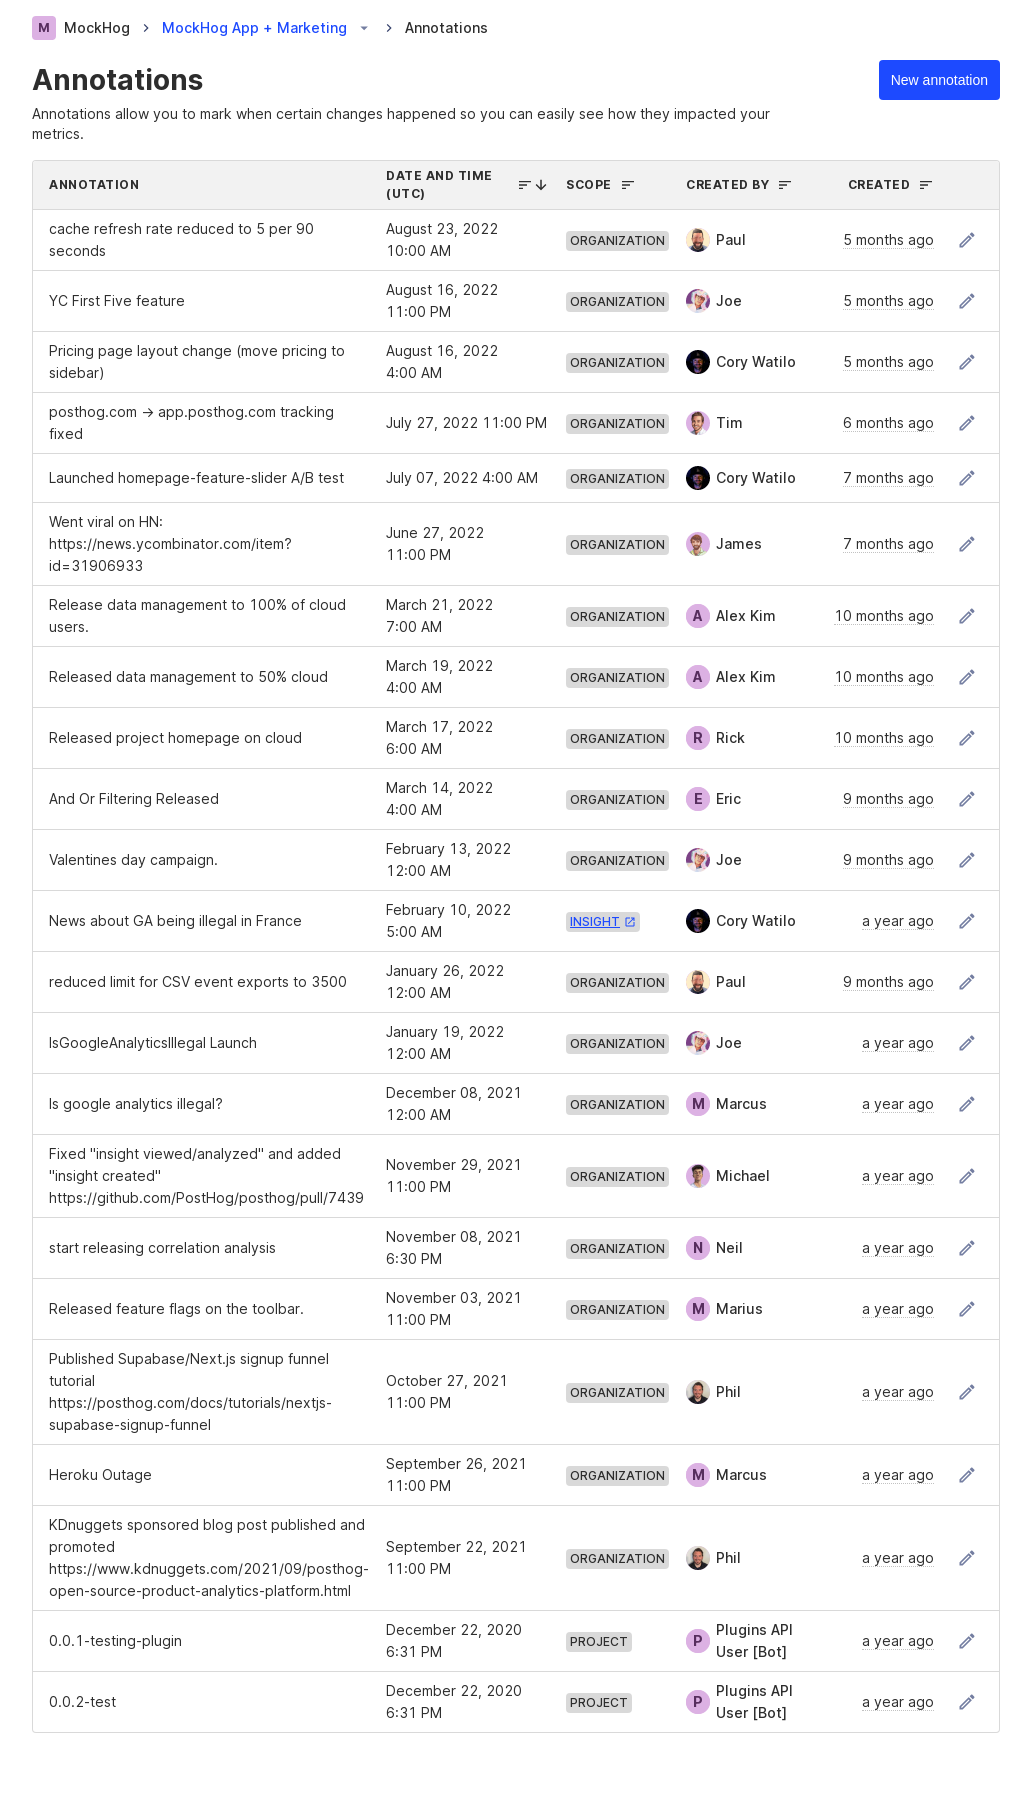 M MockHog > MockHog App + Marketing > Annotations
Annotations
New annotation
Annotations allow you to mark when certain changes happened so you can easily see how they impacted your
metrics.
ANNOTATION DATE AND TIME (UTC) SCOPE CREATED BY CREATED
cache refresh rate reduced to 5 per 90
seconds
August 23, 2022
10:00 AM
ORGANIZATION Paul 5 months ago
YC First Five feature
August 16, 2022
11:00 PM
ORGANIZATION Joe 5 months ago
Pricing page layout change (move pricing to
sidebar)
August 16, 2022
4:00 AM
ORGANIZATION Cory Watilo 5 months ago
posthog.com → app.posthog.com tracking
fixed
July 27, 2022 11:00 PM ORGANIZATION Tim 6 months ago
Launched homepage-feature-slider A/B test July 07, 2022 4:00 AM ORGANIZATION Cory Watilo 7 months ago
Went viral on HN:
https://news.ycombinator.com/item?
id=31906933
June 27, 2022
11:00 PM
ORGANIZATION James 7 months ago
Release data management to 100% of cloud
users.
March 21, 2022
7:00 AM
ORGANIZATION A Alex Kim 10 months ago
Released data management to 50% cloud
March 19, 2022
4:00 AM
ORGANIZATION A Alex Kim 10 months ago
Released project homepage on cloud
March 17, 2022
6:00 AM
ORGANIZATION R Rick 10 months ago
And Or Filtering Released
March 14, 2022
4:00 AM
ORGANIZATION E Eric 9 months ago
Valentines day campaign.
February 13, 2022
12:00 AM
ORGANIZATION Joe 9 months ago
News about GA being illegal in France
February 10, 2022
5:00 AM
INSIGHT Cory Watilo a year ago
reduced limit for CSV event exports to 3500
January 26, 2022
12:00 AM
ORGANIZATION Paul 9 months ago
IsGoogleAnalyticsIllegal Launch
January 19, 2022
12:00 AM
ORGANIZATION Joe a year ago
Is google analytics illegal?
December 08, 2021
12:00 AM
ORGANIZATION M Marcus a year ago
Fixed "insight viewed/analyzed" and added
"insight created"
https://github.com/PostHog/posthog/pull/7439
November 29, 2021
11:00 PM
ORGANIZATION Michael a year ago
start releasing correlation analysis
November 08, 2021
6:30 PM
ORGANIZATION N Neil a year ago
Released feature flags on the toolbar.
November 03, 2021
11:00 PM
ORGANIZATION M Marius a year ago
Published Supabase/Next.js signup funnel
tutorial
https://posthog.com/docs/tutorials/nextjs-
supabase-signup-funnel
October 27, 2021
11:00 PM
ORGANIZATION Phil a year ago
Heroku Outage
September 26, 2021
11:00 PM
ORGANIZATION M Marcus a year ago
KDnuggets sponsored blog post published and
promoted
https://www.kdnuggets.com/2021/09/posthog-
open-source-product-analytics-platform.html
September 22, 2021
11:00 PM
ORGANIZATION Phil a year ago
0.0.1-testing-plugin
December 22, 2020
6:31 PM
PROJECT P Plugins API
User [Bot]
a year ago
0.0.2-test
December 22, 2020
6:31 PM
PROJECT P Plugins API
User [Bot]
a year ago